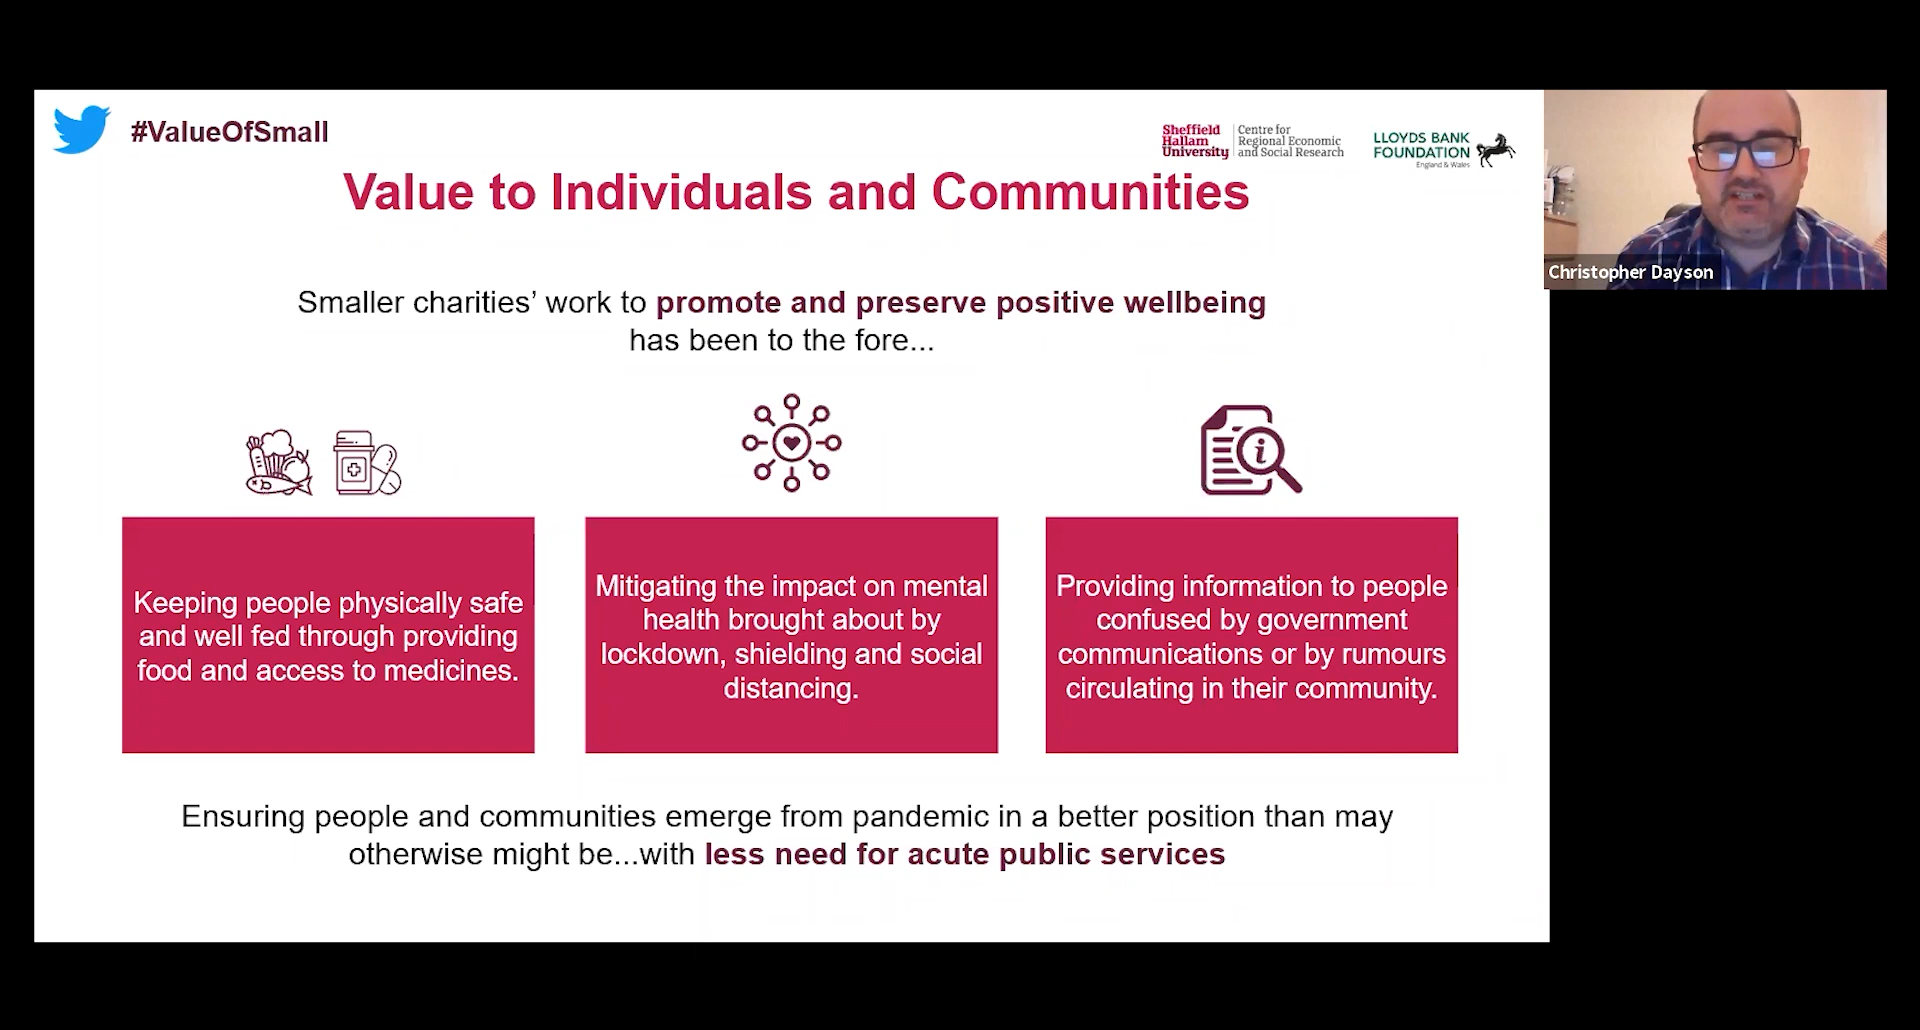 #ValueOfSmall
Sheffield
Hallam
University
Centre for
Regional Economic
and Social Research
LLOYDS BANK
FOUNDATION
England & Wales
Value to Individuals and Communities
Christopher Dayson
Smaller charities’ work to promote and preserve positive wellbeing
has been to the fore...
i
Keeping people physically safe
and well fed through providing
food and access to medicines.
Mitigating the impact on mental
health brought about by
lockdown, shielding and social
distancing.
Providing information to people
confused by government
communications or by rumours
circulating in their community.
Ensuring people and communities emerge from pandemic in a better position than may
otherwise might be...with less need for acute public services